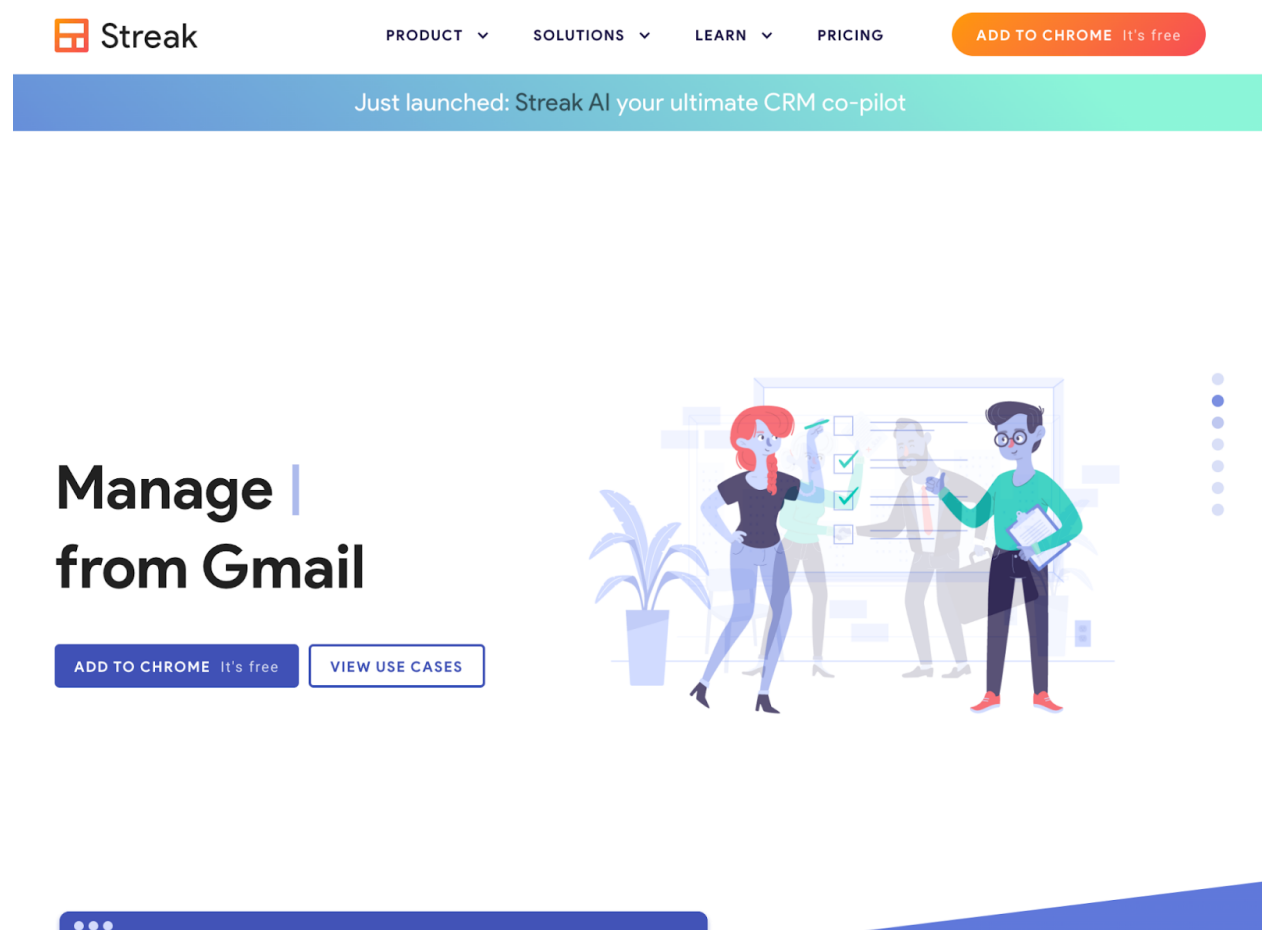 Streak
PRODUCT
SOLUTIONS
LEARN
PRICING
ADD TO CHROME It's free
Just launched: Streak AI your ultimate CRM co-pilot
Manage
from Gmail
ADD TO CHROME It's free
VIEW USE CASES